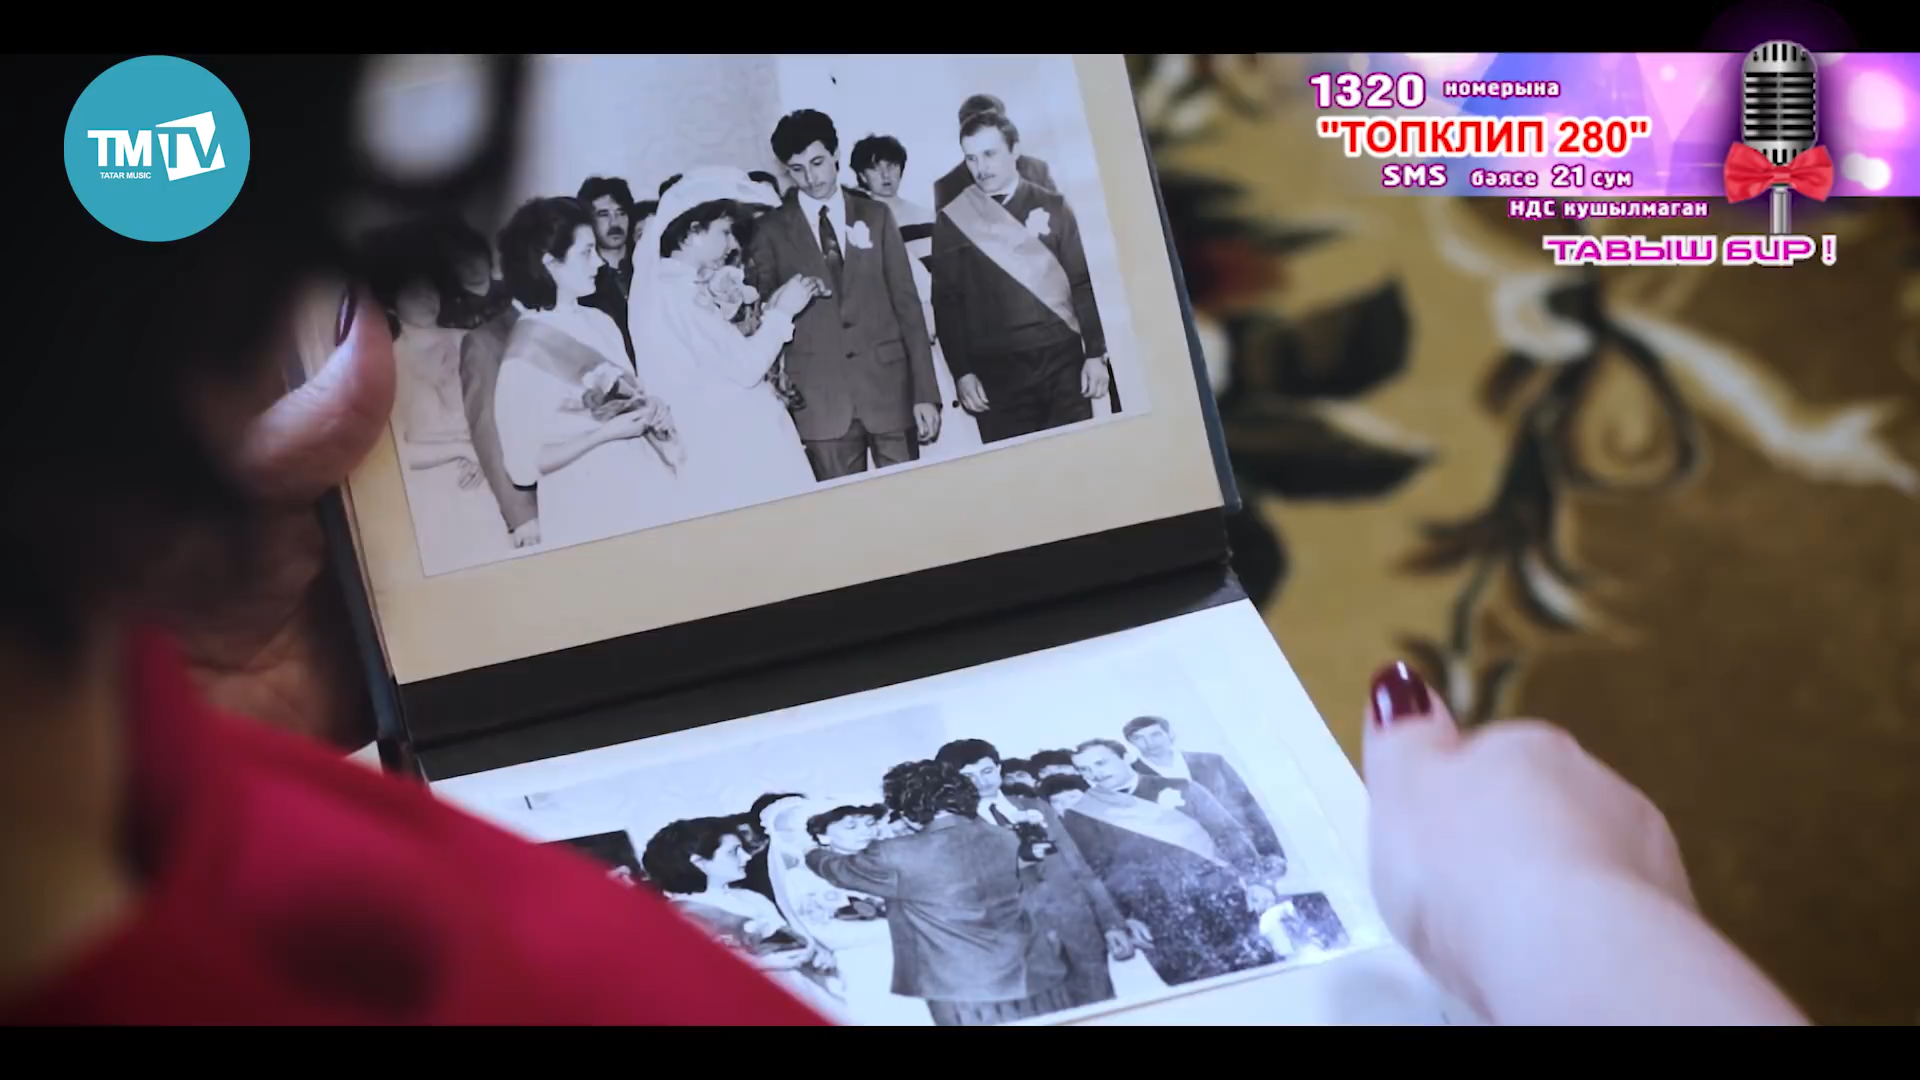 TMTV
TATAR MUSIC
1320 номерына
"ТОПКЛИП 280"
SMS бәясе 21 сум
НДС кушылмаган
ТАВЫШ БИР !